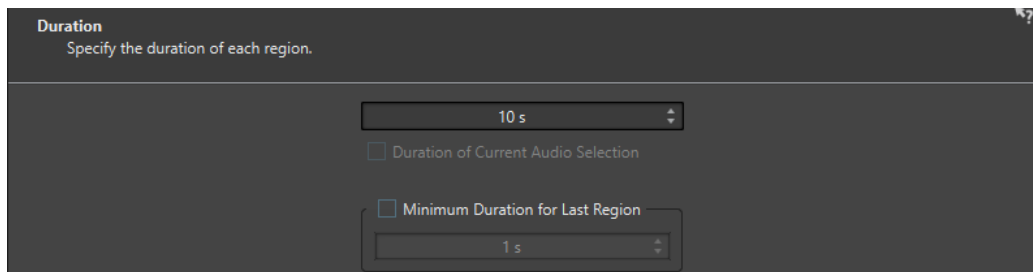 Duration
Specify the duration of each region.
10 s
Duration of Current Audio Selection
Minimum Duration for Last Region
1 s